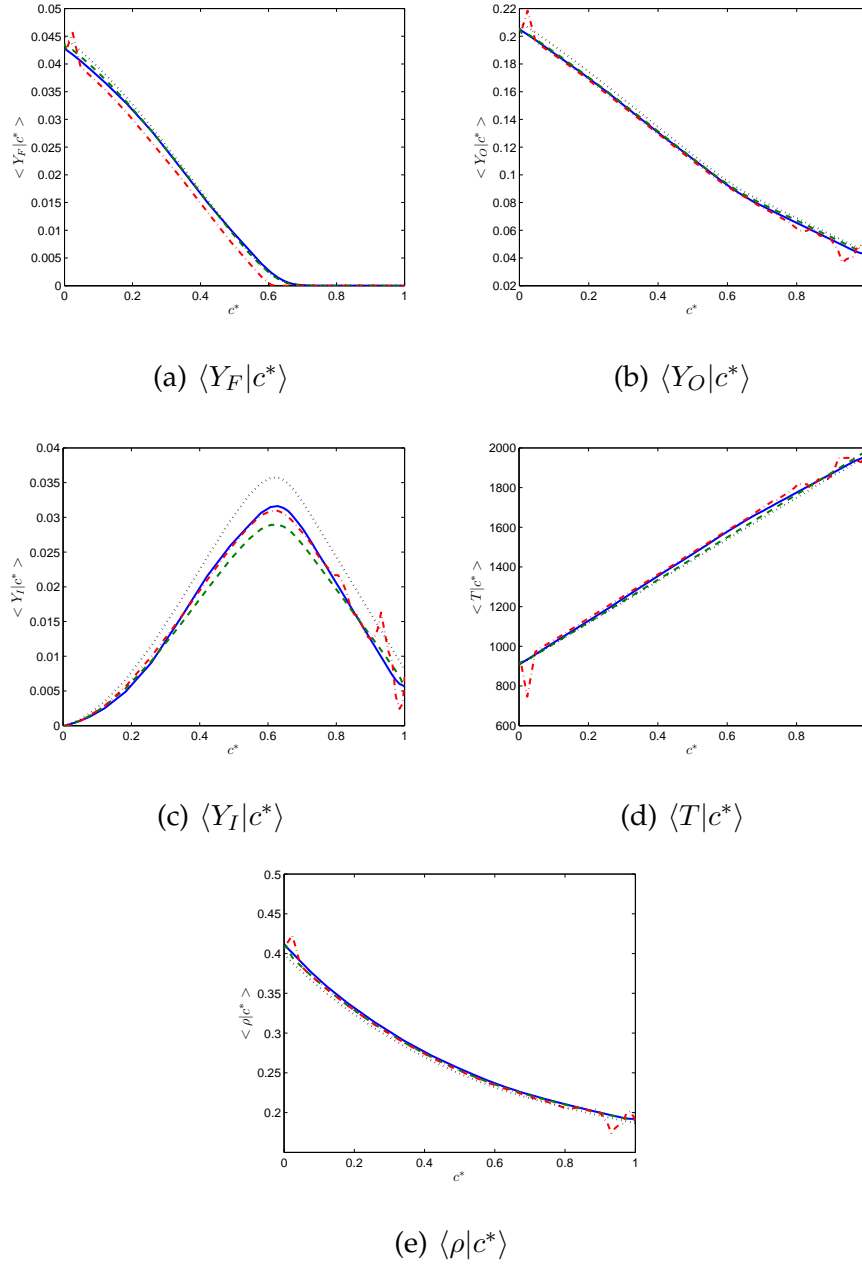 0.05
0.045
0.04
0.035
0.03
0.025
0.02
0.015
0.01
0.005
0
0 0.2 0.4 0.6 0.8 1
< Y_F|c* >
c*
0.22
0.2
0.18
0.16
0.14
0.12
0.1
0.08
0.06
0.04
0.02
0 0.2 0.4 0.6 0.8
< Y_O|c* >
c*
(a) ⟨Y_F|c*⟩
(b) ⟨Y_O|c*⟩
0.04
0.035
0.03
0.025
0.02
0.015
0.01
0.005
0
0 0.2 0.4 0.6 0.8 1
< Y_I|c* >
c*
2000
1800
1600
1400
1200
1000
800
600
0 0.2 0.4 0.6 0.8
< T|c* >
c*
(c) ⟨Y_I|c*⟩
(d) ⟨T|c*⟩
0.5
0.45
0.4
0.35
0.3
0.25
0.2
0 0.2 0.4 0.6 0.8 1
< ρ|c* >
c*
(e) ⟨ρ|c*⟩